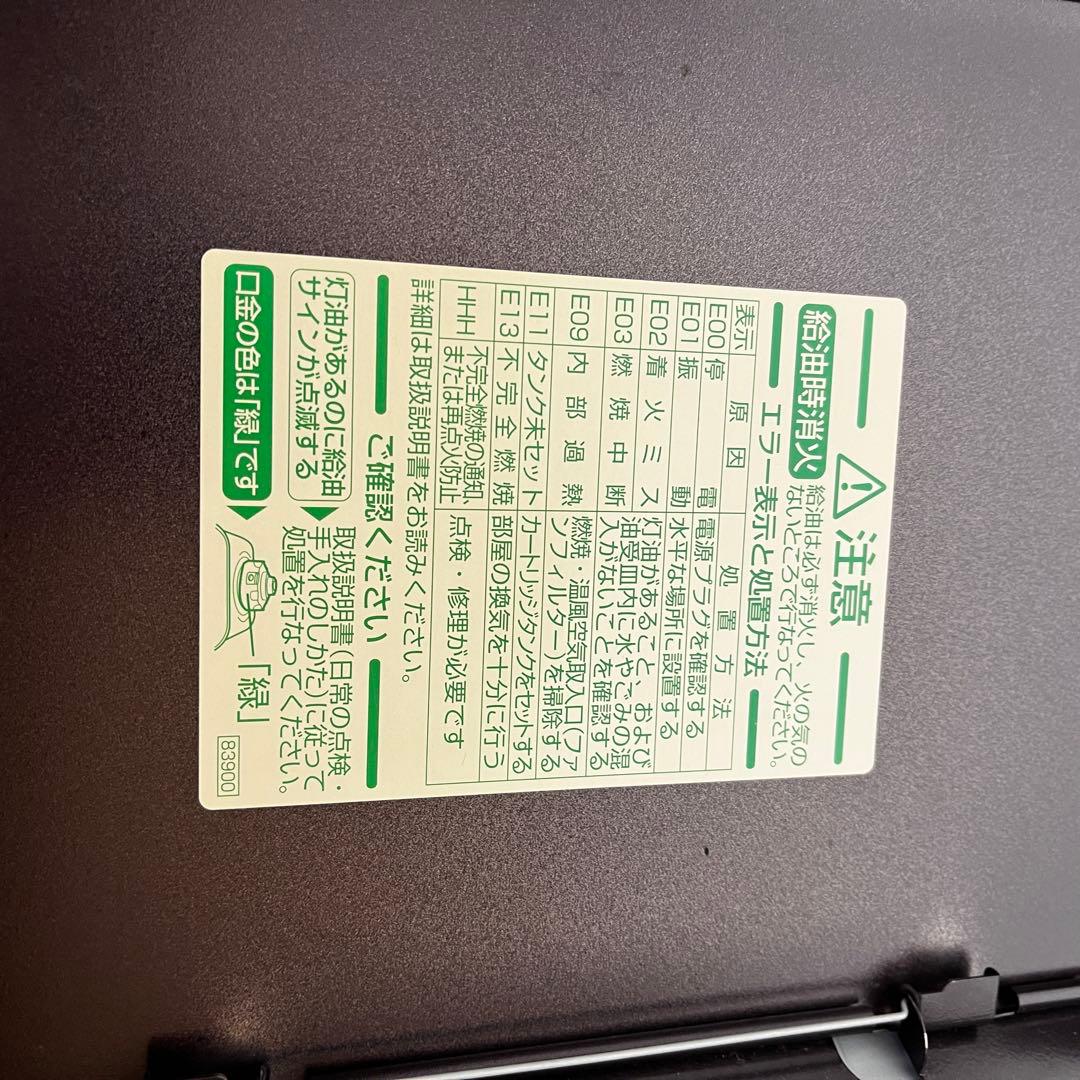 注意
給油時消火 給油は必ず消火し、火の気の
ないところで行なってください。
エラー表示と処置方法
表示 原因 処置方法
E00 停電 電源プラグを確認する
E01 振動 水平な場所に設置する
E02 着火ミス 灯油があること、および
E03 燃焼中断 油受皿内に水やごみの混
入がないことを確認する
E09 内部過熱 燃焼・温風空気取入口(ファ
ンフィルター)を掃除する
E11 タンク未セット カートリッジタンクをセットする
E13 不完全燃焼 部屋の換気を十分に行う
HHH 不完全燃焼の通知、
または再点火防止 点検・修理が必要です
詳細は取扱説明書をお読みください。
ご確認ください
灯油があるのに給油
サインが点滅する
取扱説明書(日常の点検・
手入れのしかた)に従って
処置を行なってください。
口金の色は「緑」です
「緑」
83900